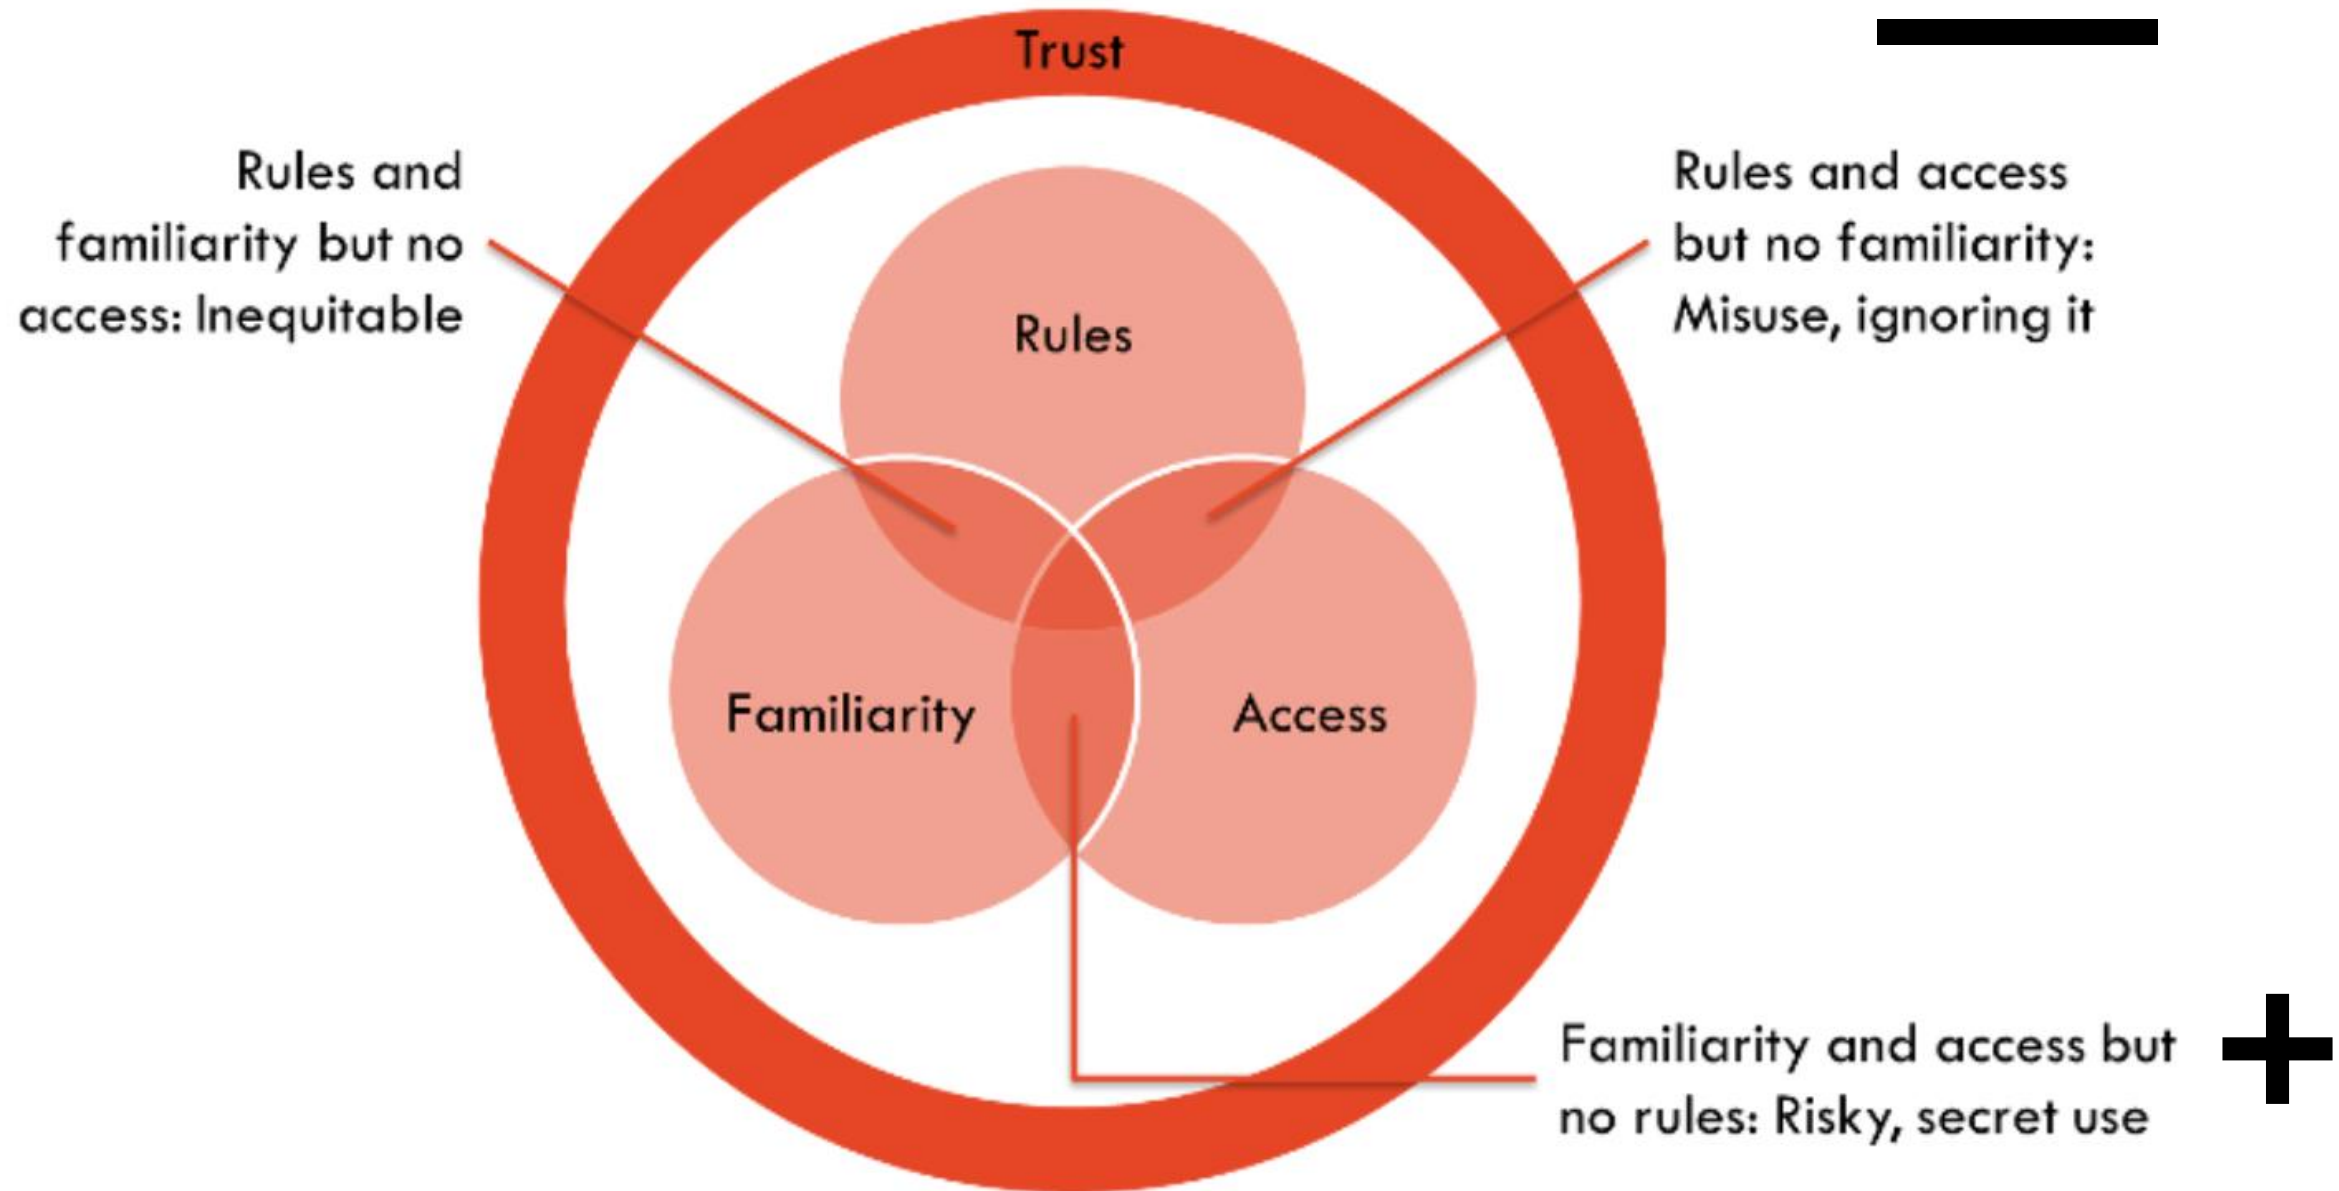 Trust
Rules and
familiarity but no
access: Inequitable
Rules and access
but no familiarity:
Misuse, ignoring it
Rules
Familiarity
Access
Familiarity and access but
no rules: Risky, secret use
+